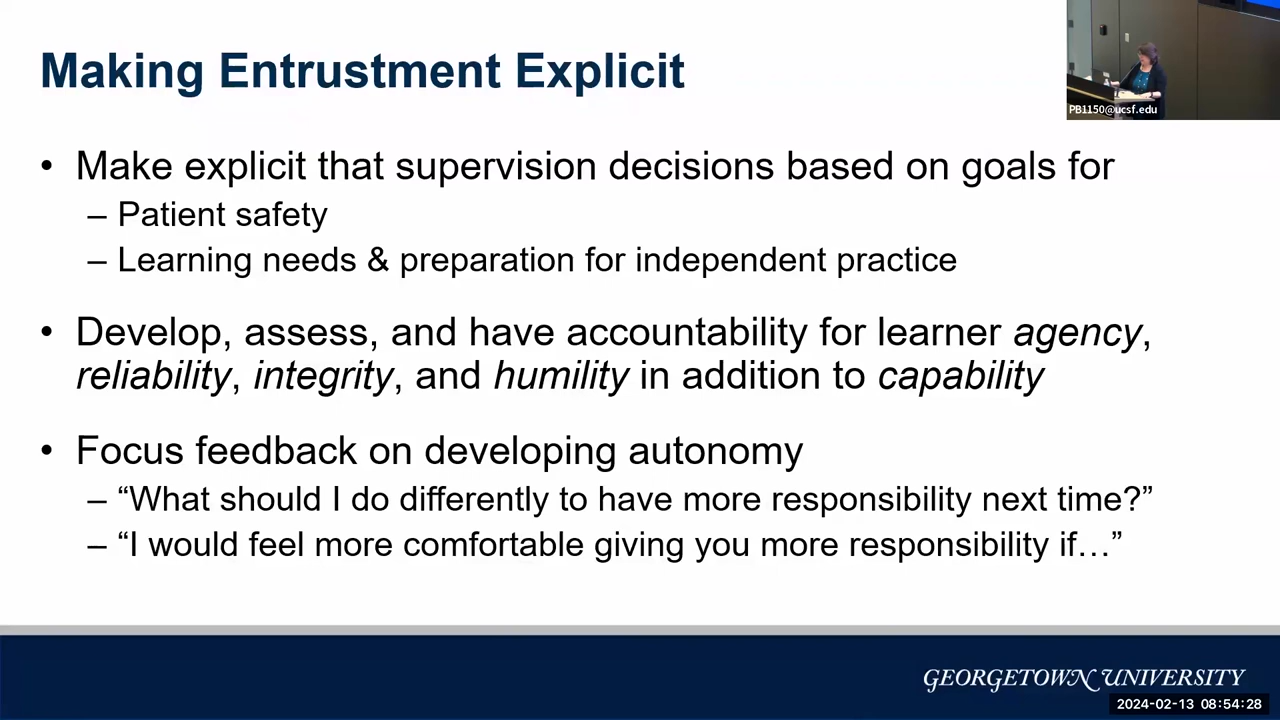 Making Entrustment Explicit
PB1150@ucsf.edu
• Make explicit that supervision decisions based on goals for
– Patient safety
– Learning needs & preparation for independent practice
• Develop, assess, and have accountability for learner agency,
reliability, integrity, and humility in addition to capability
• Focus feedback on developing autonomy
– “What should I do differently to have more responsibility next time?”
– “I would feel more comfortable giving you more responsibility if…”
GEORGETOWN UNIVERSITY
2024-02-13 08:54:28